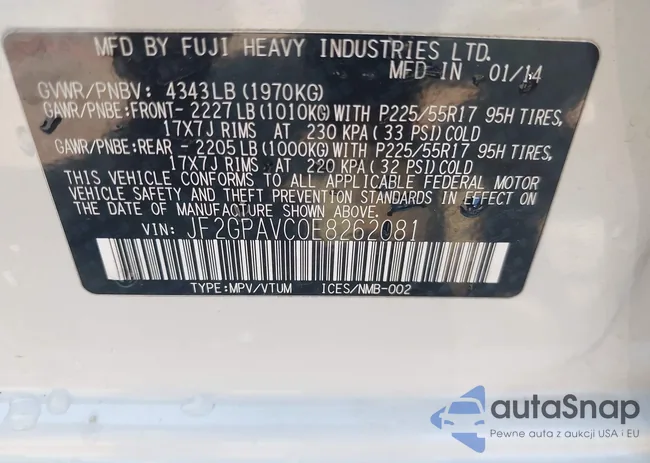 MFD BY FUJI HEAVY INDUSTRIES LTD.
MFD IN 01/14
GVWR/PNBV: 4343LB (1970KG)
GAWR/PNBE:FRONT-2227LB(1010KG)WITH P225/55R17 95H TIRES,
17X7J RIMS AT 230 KPA(33 PSI)COLD
GAWR/PNBE:REAR -2205LB(1000KG)WITH P225/55R17 95H TIRES,
17X7J RIMS AT 220 KPA(32 PSI)COLD
THIS VEHICLE CONFORMS TO ALL APPLICABLE FEDERAL MOTOR
VEHICLE SAFETY AND THEFT PREVENTION STANDARDS IN EFFECT ON
THE DATE OF MANUFACTURE SHOWN ABOVE.
VIN: JF2GPAVC0E8262081
TYPE:MPV/VTUM ICES/NMB-002
autaSnap
Pewne auta z aukcji USA i EU